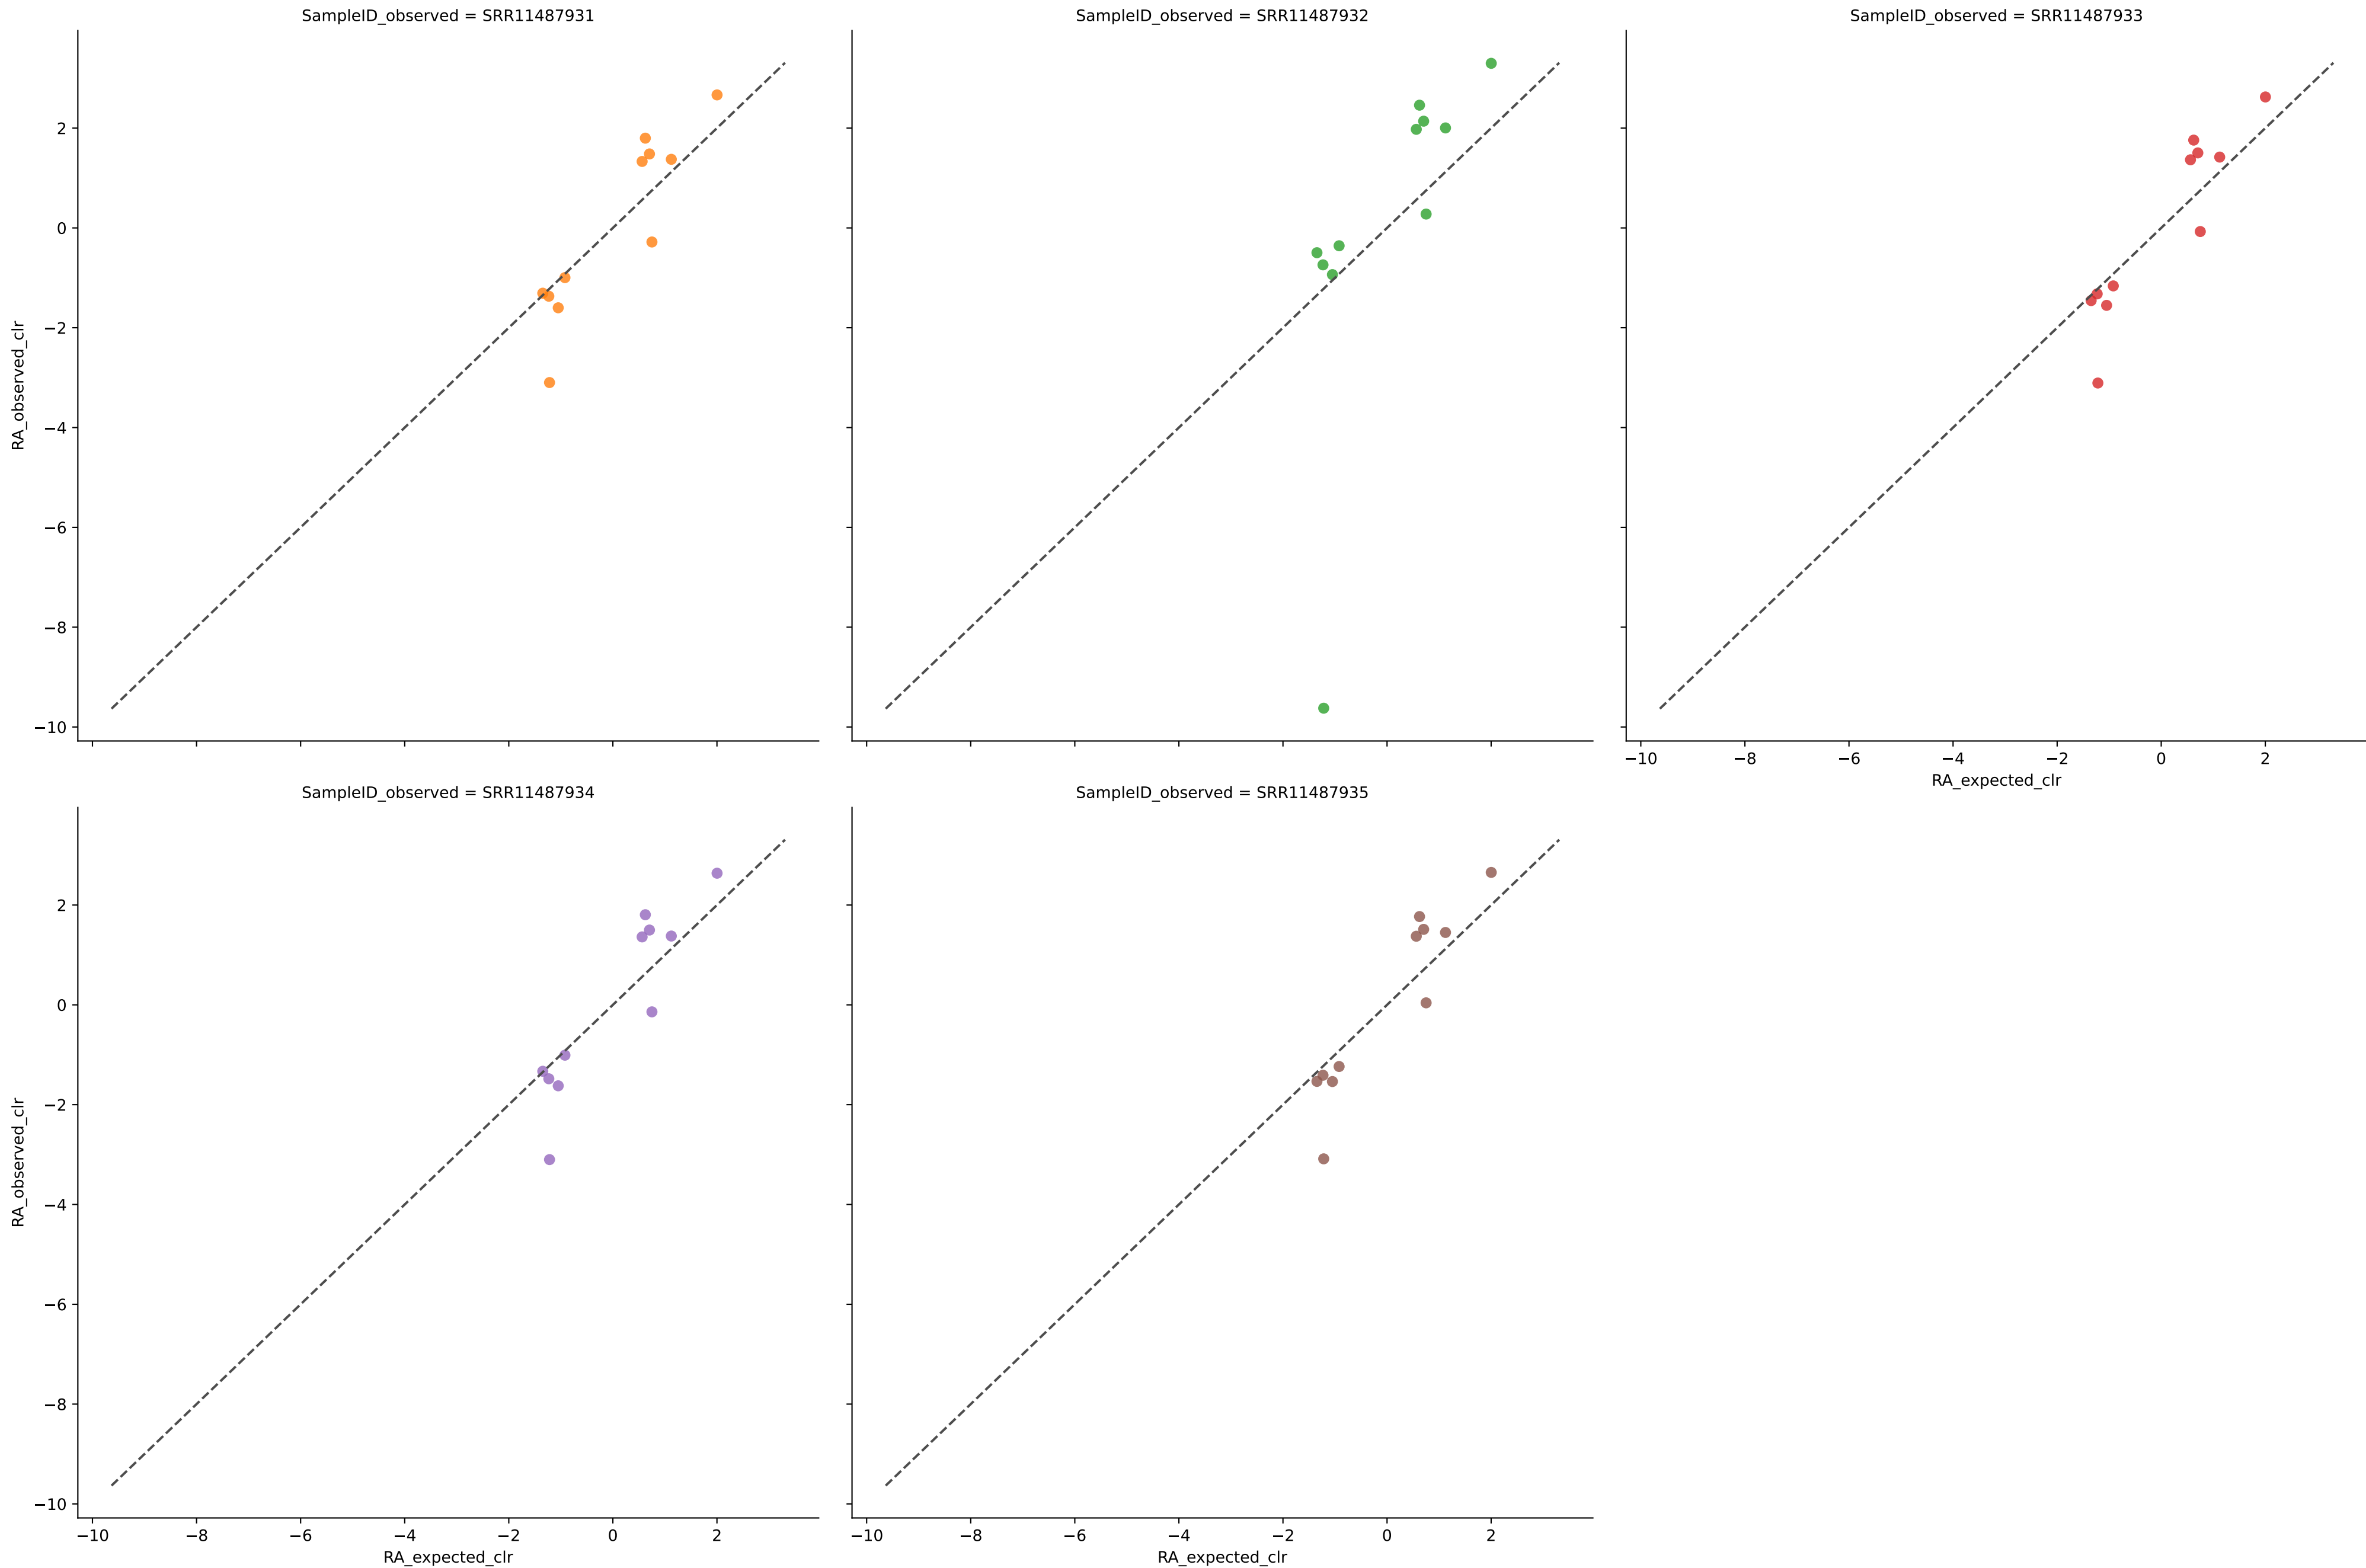 SampleID_observed = SRR11487931
SampleID_observed = SRR11487932
SampleID_observed = SRR11487933
2
0
−2
−4
−6
−8
−10
RA_observed_clr
−10 −8 −6 −4 −2 0 2
RA_expected_clr
SampleID_observed = SRR11487934
SampleID_observed = SRR11487935
2
0
−2
−4
−6
−8
−10
RA_observed_clr
−10 −8 −6 −4 −2 0 2
RA_expected_clr
−10 −8 −6 −4 −2 0 2
RA_expected_clr